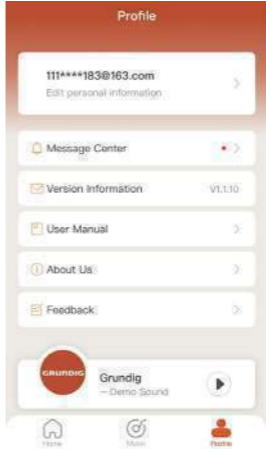 Profile
111****183@163.com
Edit personal information
Message Center
Version Information V1.1.10
User Manual
About Us
Feedback
GRUNDIG
Grundig
– Demo Sound
Home Music Profile